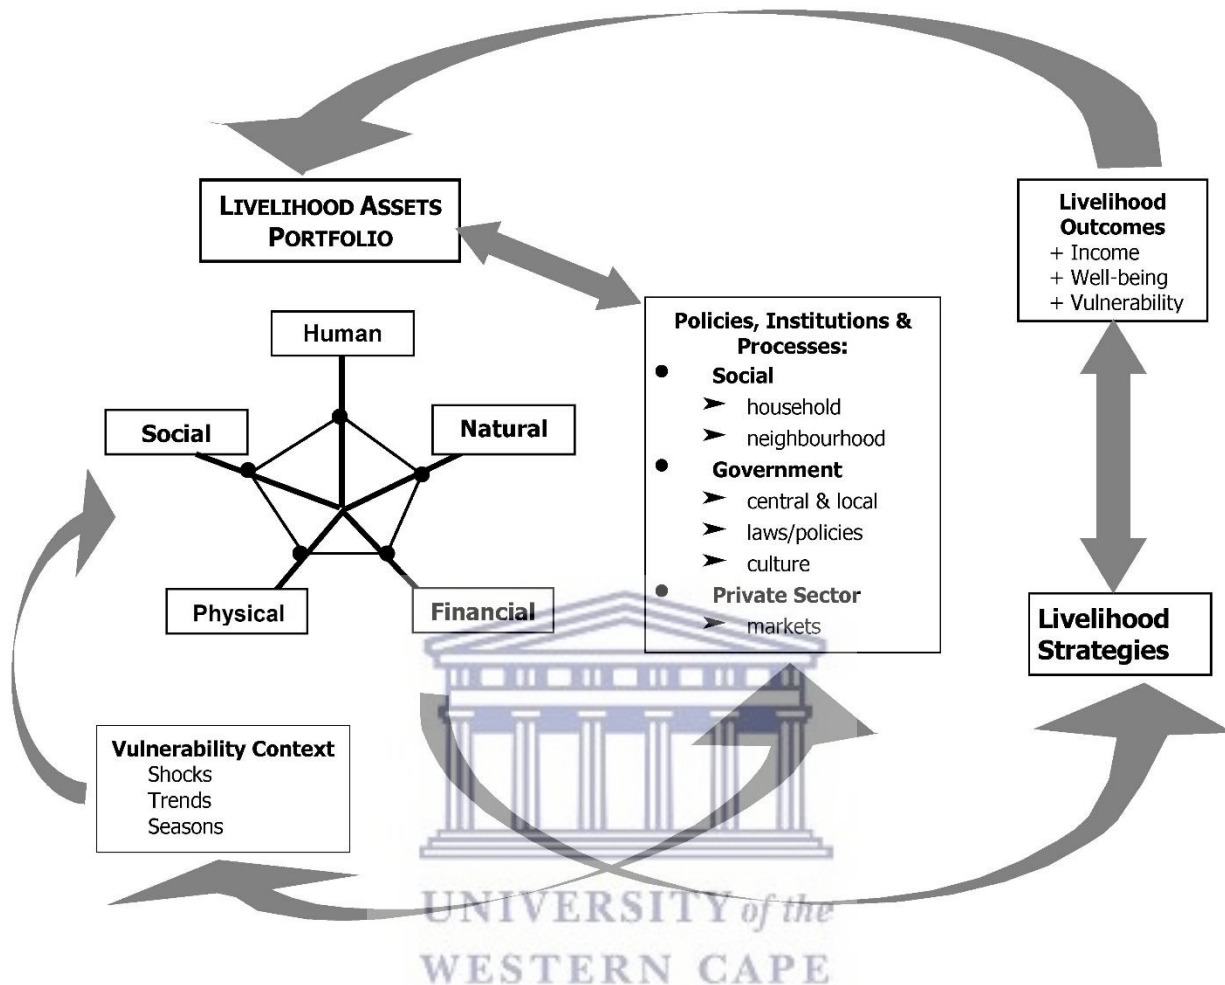 LIVELIHOOD ASSETS
PORTFOLIO
Human
Social
Natural
Physical
Financial
Vulnerability Context
Shocks
Trends
Seasons
Policies, Institutions &
Processes:
• Social
➤ household
➤ neighbourhood
• Government
➤ central & local
➤ laws/policies
➤ culture
• Private Sector
➤ markets
Livelihood
Outcomes
+ Income
+ Well-being
+ Vulnerability
Livelihood
Strategies
UNIVERSITY of the
WESTERN CAPE